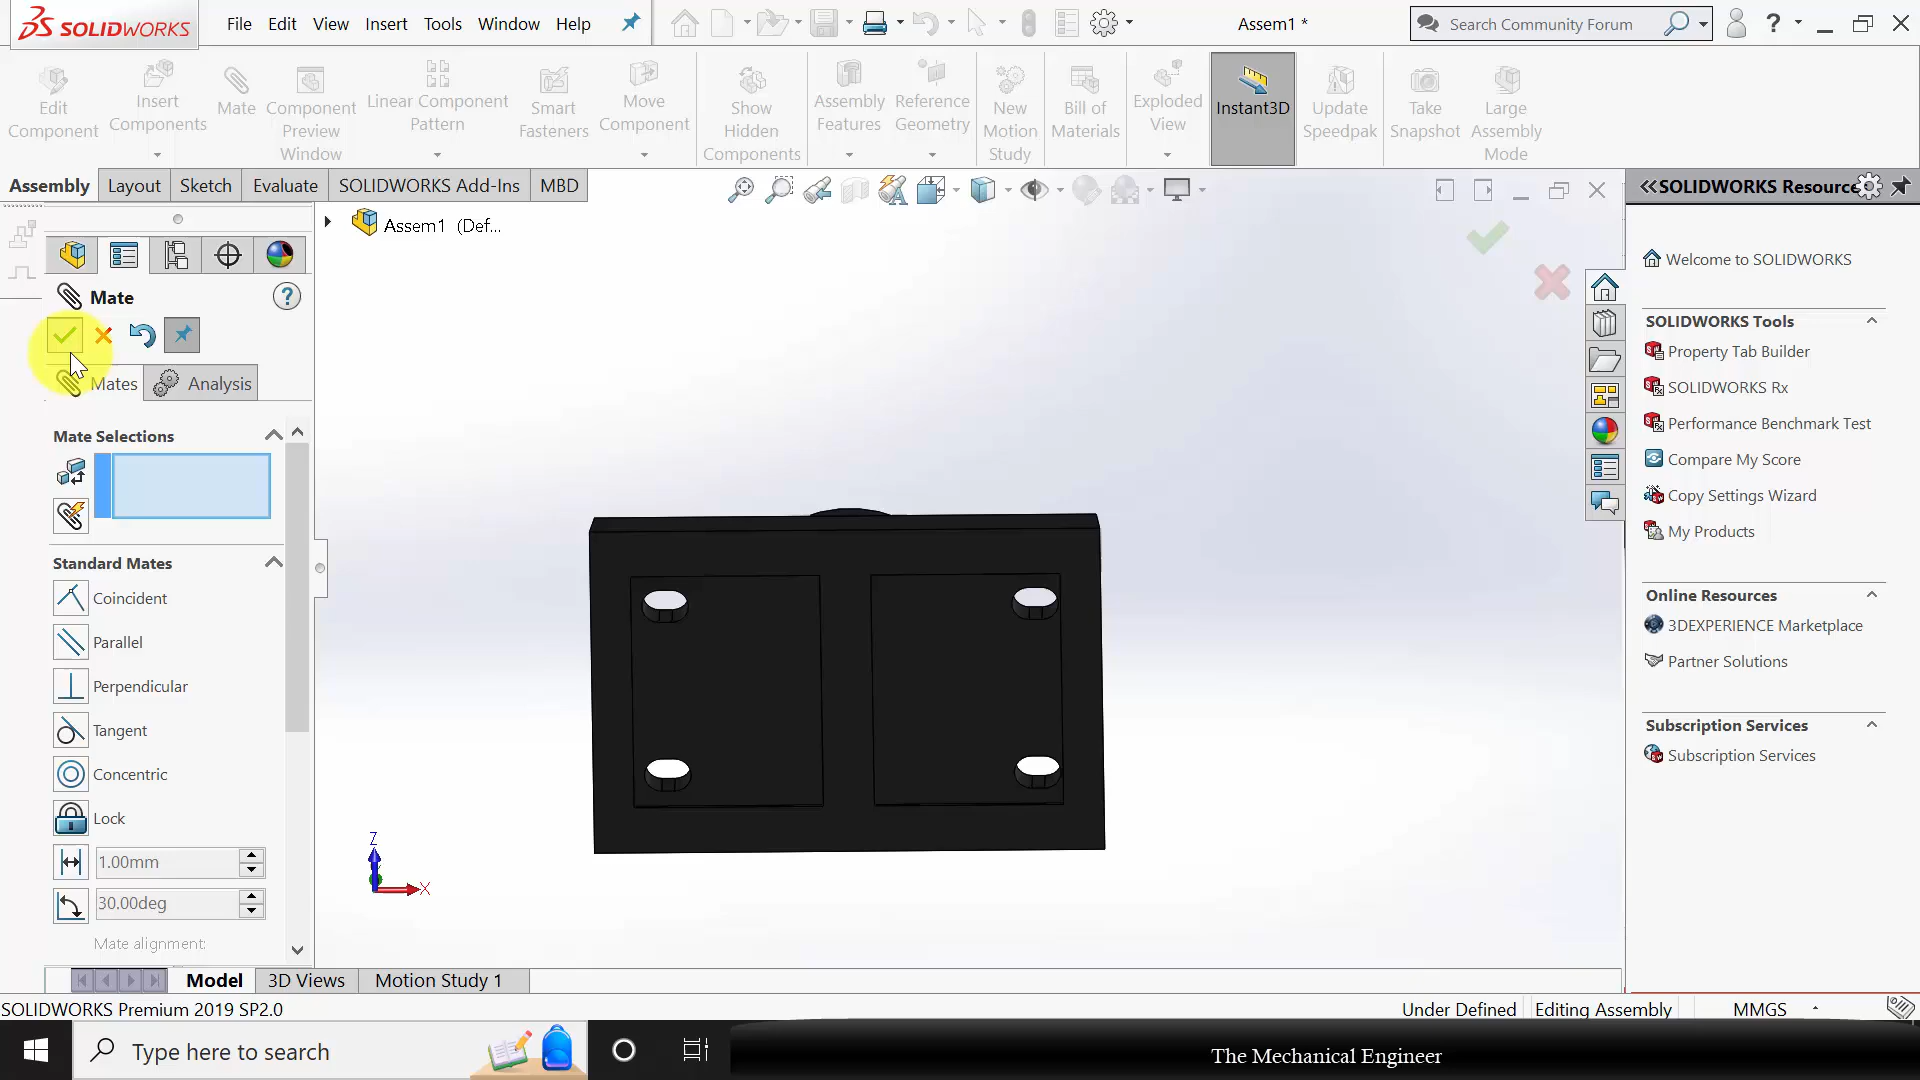 SOLIDWORKS
File Edit View Insert Tools Window Help
Assem1 *
Search Community Forum
?
Edit Component
Insert Components
Mate
Component Preview Window
Linear Component Pattern
Smart Fasteners
Move Component
Show Hidden Components
Assembly Features
Reference Geometry
New Motion Study
Bill of Materials
Exploded View
Instant3D
Update Speedpak
Take Snapshot
Large Assembly Mode
Assembly Layout Sketch Evaluate SOLIDWORKS Add-Ins MBD
Assem1 (Def...
Mate
?
Mates Analysis
Mate Selections
Standard Mates
Coincident
Parallel
Perpendicular
Tangent
Concentric
Lock
1.00mm
30.00deg
Mate alignment:
Z
X
SOLIDWORKS Resource
Welcome to SOLIDWORKS
SOLIDWORKS Tools
Property Tab Builder
SOLIDWORKS Rx
Performance Benchmark Test
Compare My Score
Copy Settings Wizard
My Products
Online Resources
3DEXPERIENCE Marketplace
Partner Solutions
Subscription Services
Subscription Services
Model 3D Views Motion Study 1
SOLIDWORKS Premium 2019 SP2.0
Under Defined Editing Assembly MMGS
Type here to search
The Mechanical Engineer